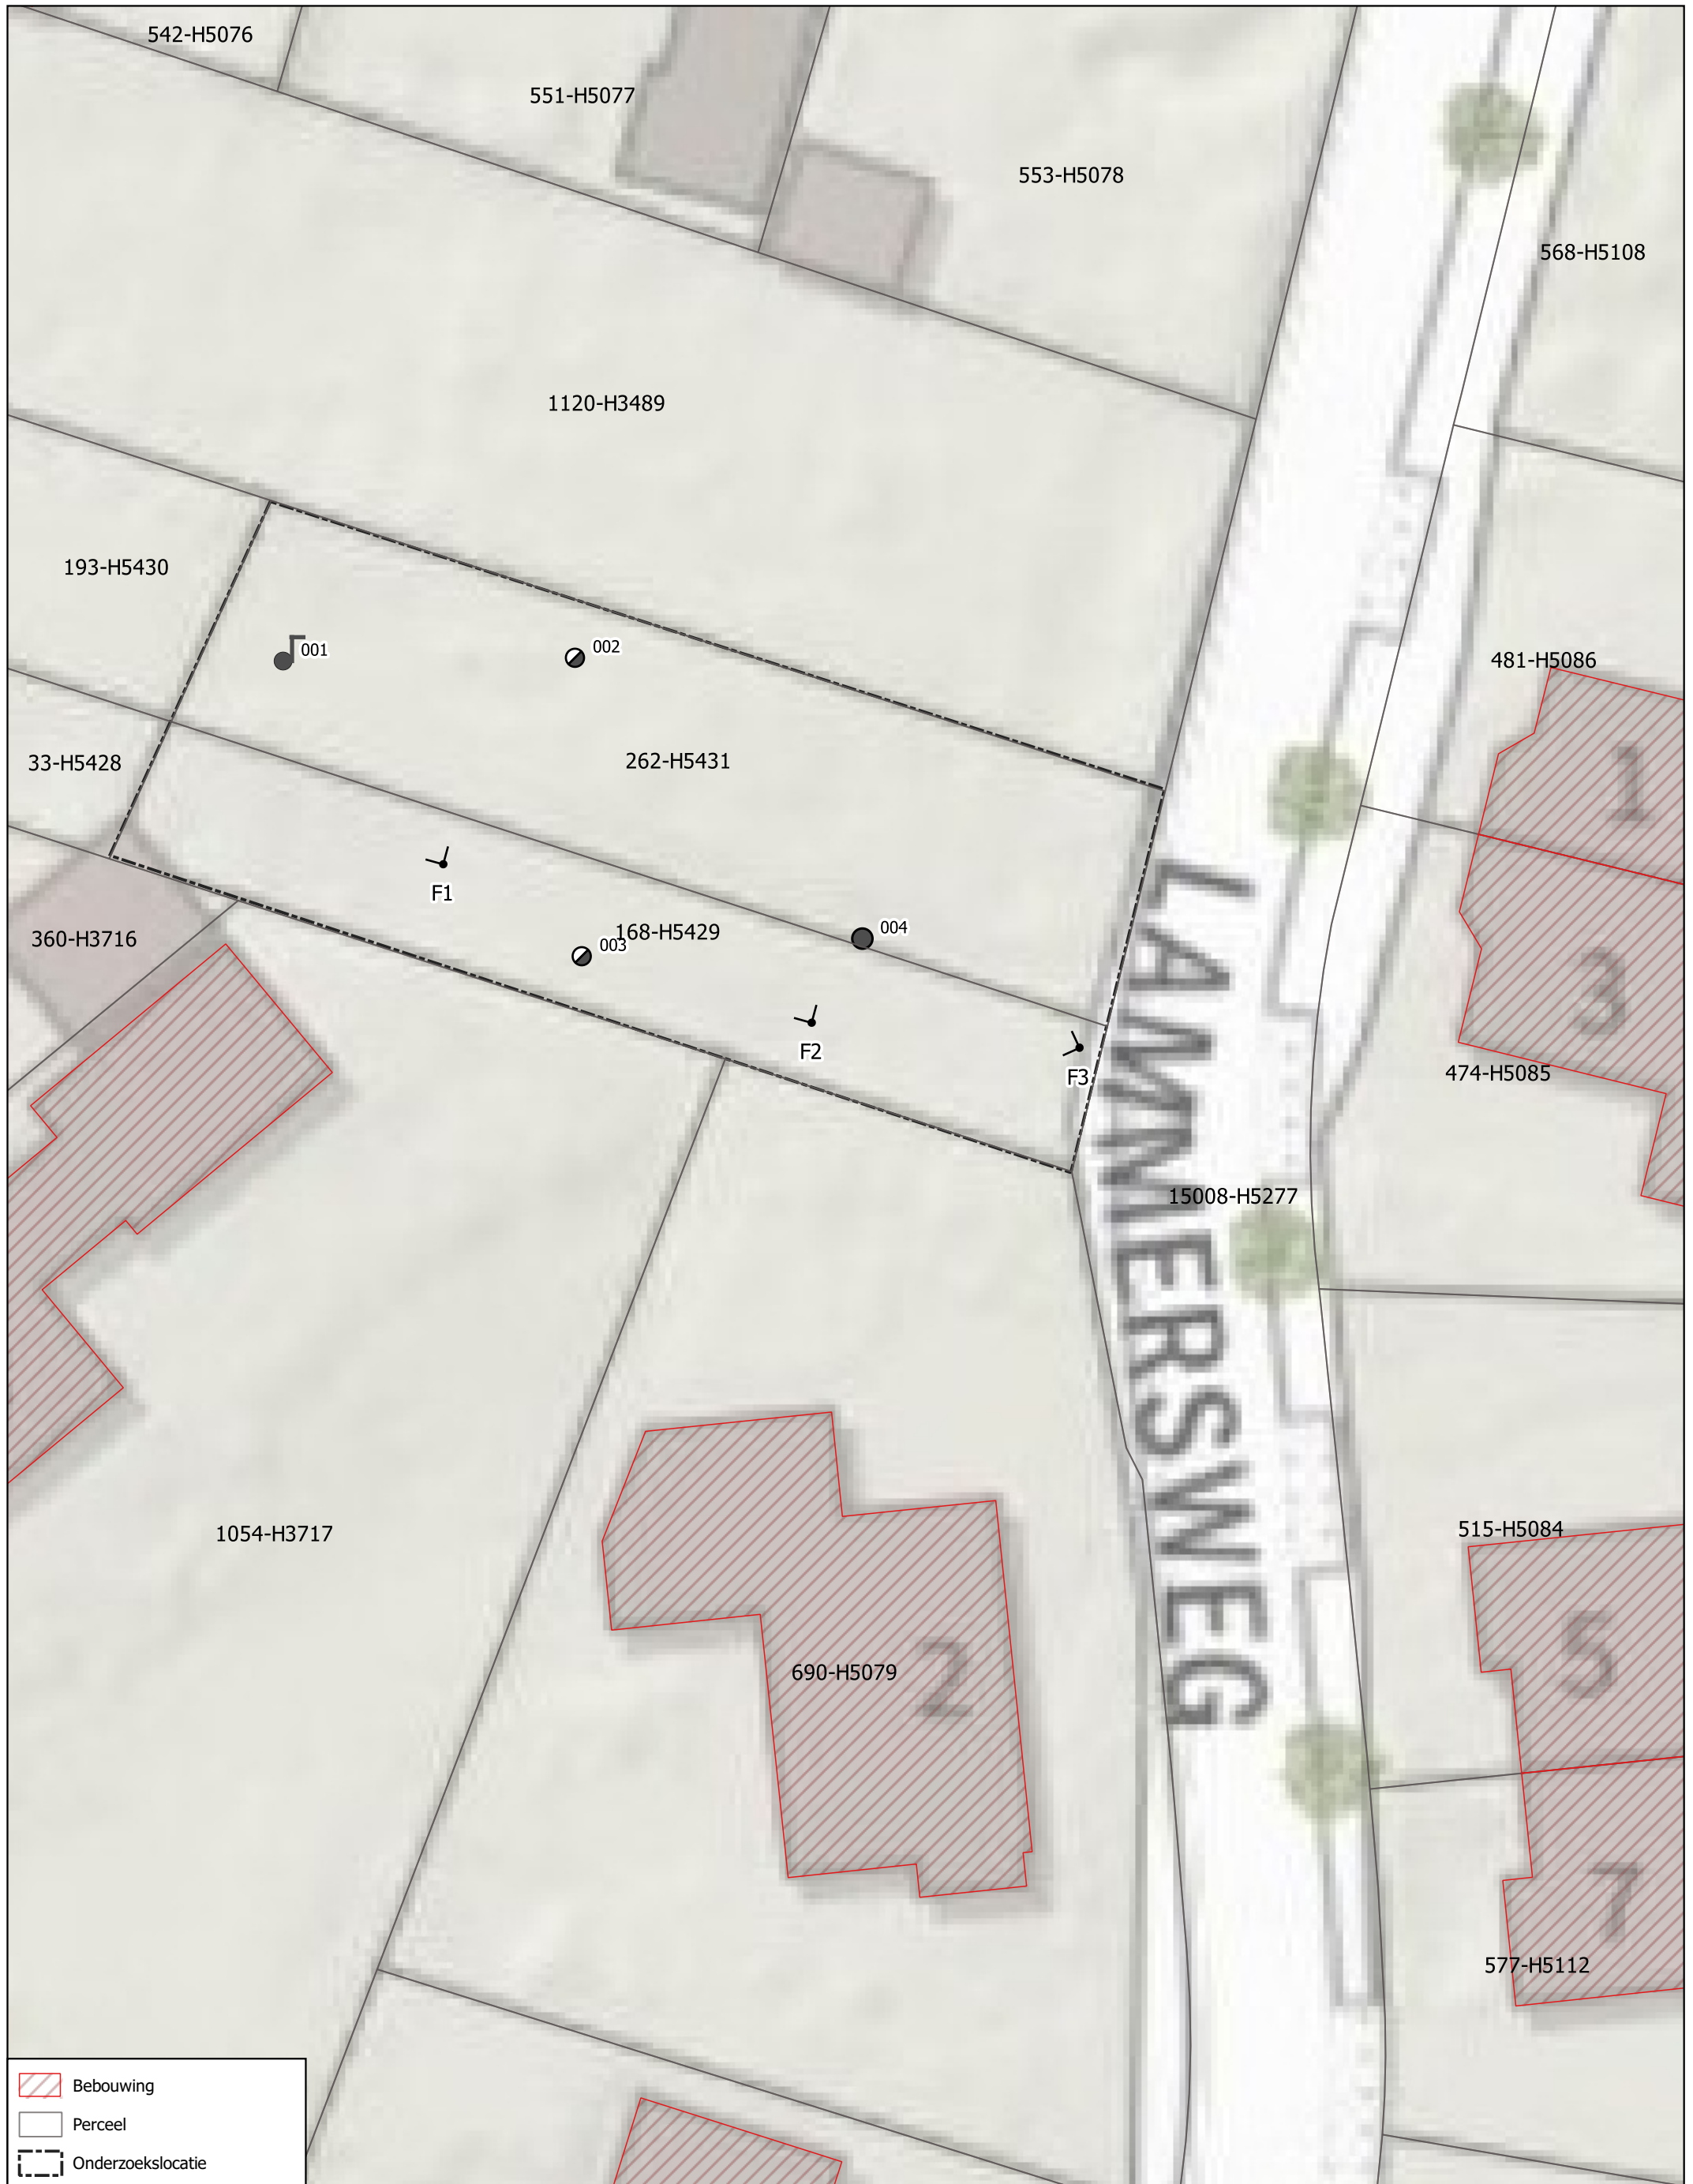 542-H5076
551-H5077
553-H5078
568-H5108
1120-H3489
193-H5430
001
002
481-H5086
33-H5428
262-H5431
1
F1
168-H5429
004
360-H3716
003
3
F2
F3
474-H5085
LAMMERSWEG
15008-H5277
1054-H3717
515-H5084
5
690-H5079
2
7
577-H5112
Bebouwing
Perceel
Onderzoekslocatie